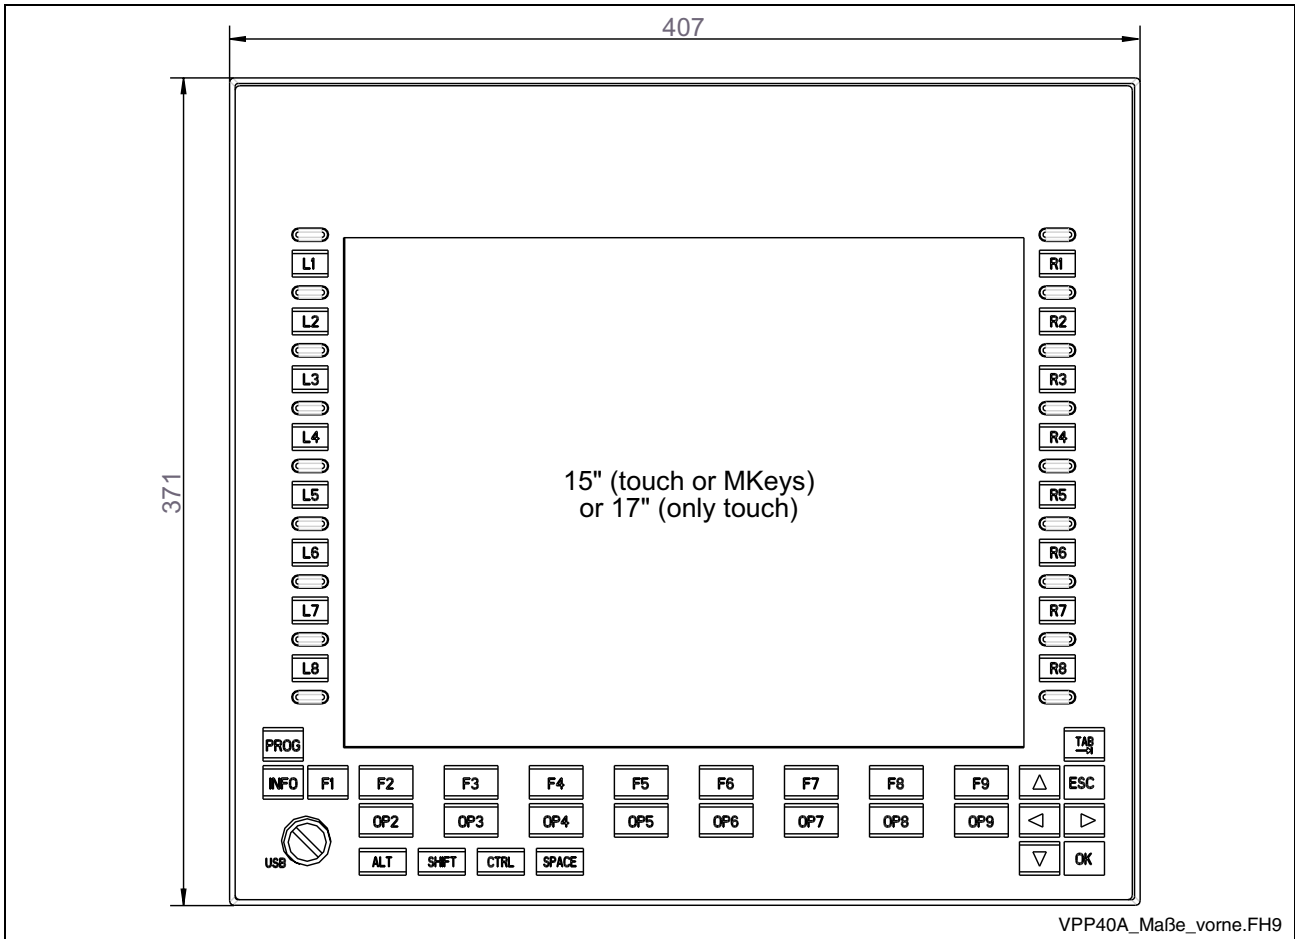 407
371
L1 R1
L2 R2
L3 R3
L4 R4
15" (touch or MKeys)
or 17" (only touch)
L5 R5
L6 R6
L7 R7
L8 R8
PROG TAB
INFO F1 F2 F3 F4 F5 F6 F7 F8 F9 ESC
OP2 OP3 OP4 OP5 OP6 OP7 OP8 OP9
USB ALT SHIFT CTRL SPACE OK
VPP40A_Maße_vorne.FH9